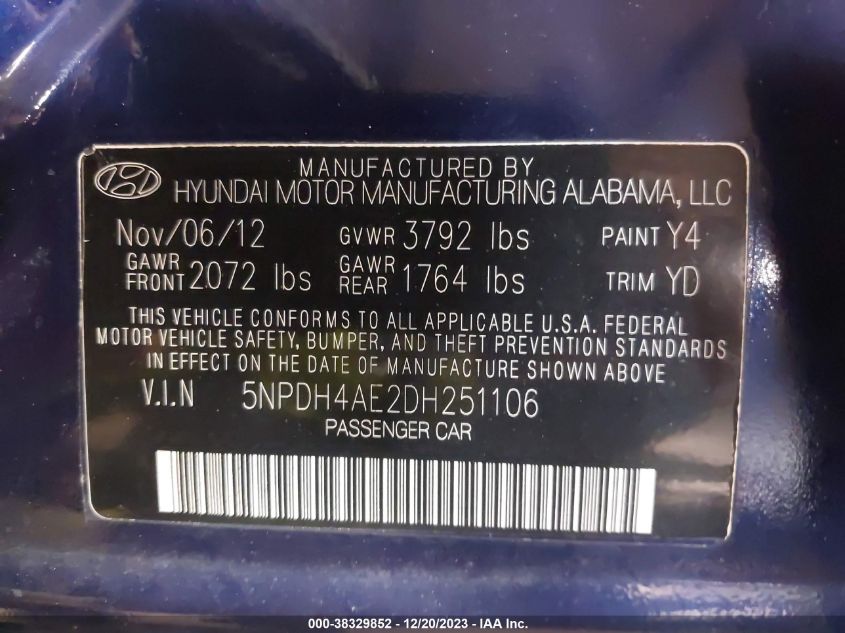 MANUFACTURED BY
HYUNDAI MOTOR MANUFACTURING ALABAMA, LLC
Nov/06/12 GVWR 3792 lbs PAINT Y4
GAWR FRONT 2072 lbs GAWR REAR 1764 lbs TRIM YD
THIS VEHICLE CONFORMS TO ALL APPLICABLE U.S.A. FEDERAL
MOTOR VEHICLE SAFETY, BUMPER, AND THEFT PREVENTION STANDARDS
IN EFFECT ON THE DATE OF MANUFACTURE SHOWN ABOVE
V.I.N 5NPDH4AE2DH251106
PASSENGER CAR
000-38329852 - 12/20/2023 - IAA Inc.